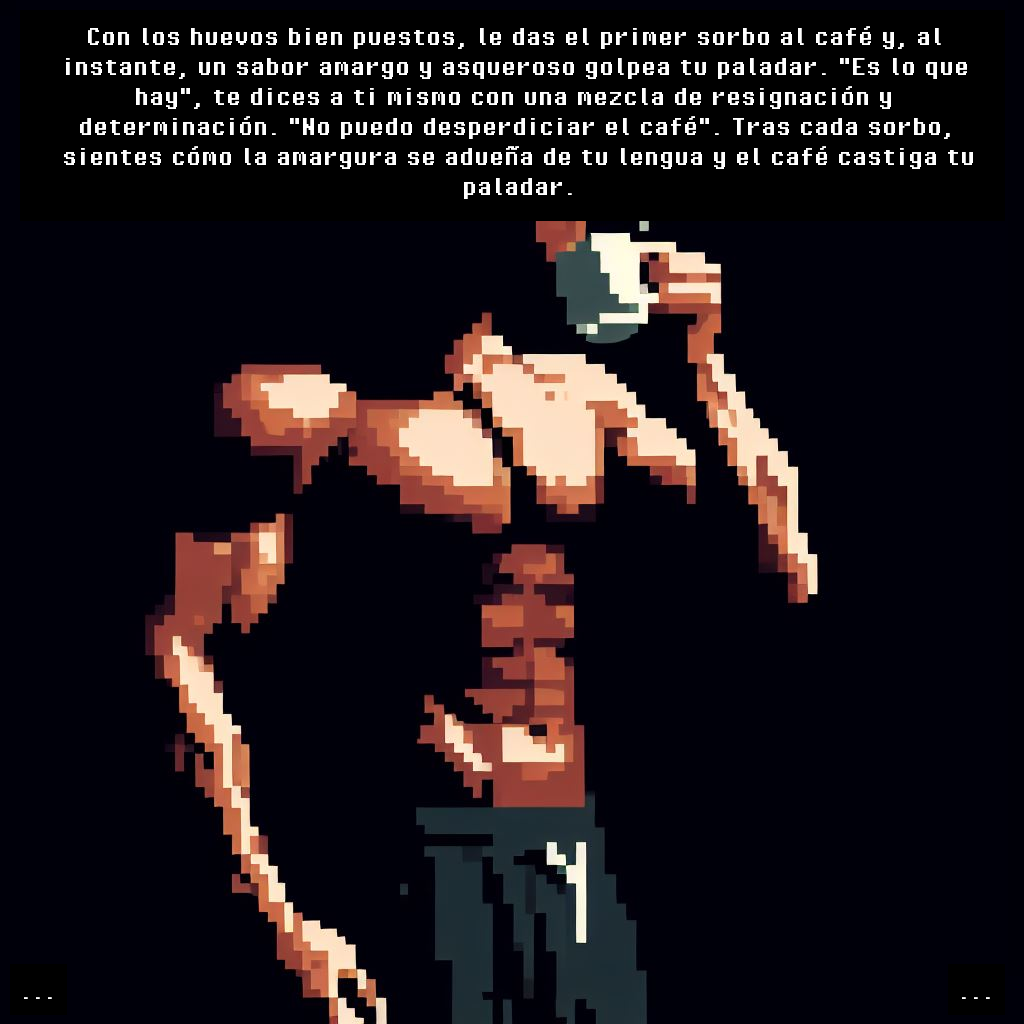 Con los huevos bien puestos, le das el primer sorbo al café y, al
instante, un sabor amargo y asqueroso golpea tu paladar. "Es lo que
hay", te dices a ti mismo con una mezcla de resignación y
determinación. "No puedo desperdiciar el café". Tras cada sorbo,
sientes cómo la amargura se adueña de tu lengua y el café castiga tu
paladar.
... ...